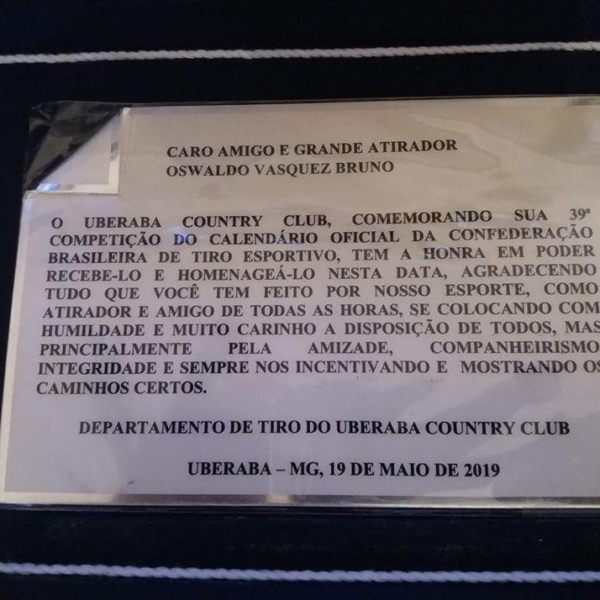 CARO AMIGO E GRANDE ATIRADOR
OSWALDO VASQUEZ BRUNO
O UBERABA COUNTRY CLUB, COMEMORANDO SUA 39ª
COMPETIÇÃO DO CALENDÁRIO OFICIAL DA CONFEDERAÇÃO
BRASILEIRA DE TIRO ESPORTIVO, TEM A HONRA EM PODER
RECEBE-LO E HOMENAGEÁ-LO NESTA DATA, AGRADECENDO
TUDO QUE VOCÊ TEM FEITO POR NOSSO ESPORTE, COMO
ATIRADOR E AMIGO DE TODAS AS HORAS, SE COLOCANDO COM
HUMILDADE E MUITO CARINHO A DISPOSIÇÃO DE TODOS, MAS
PRINCIPALMENTE PELA AMIZADE, COMPANHEIRISMO
INTEGRIDADE E SEMPRE NOS INCENTIVANDO E MOSTRANDO OS
CAMINHOS CERTOS.
DEPARTAMENTO DE TIRO DO UBERABA COUNTRY CLUB
UBERABA – MG, 19 DE MAIO DE 2019